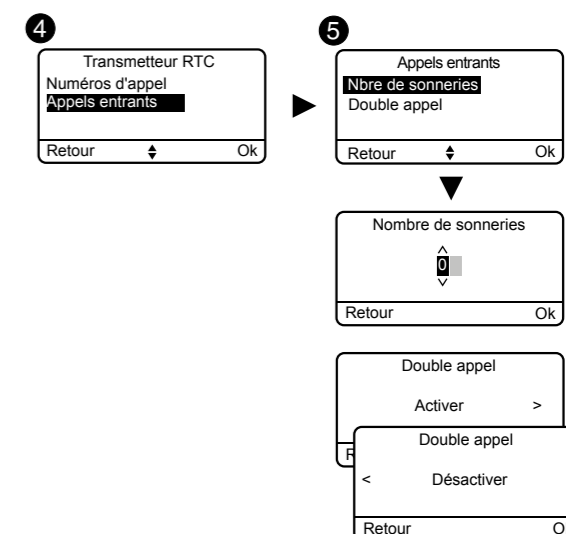 4
Transmetteur RTC
Numéros d'appel
Appels entrants
Retour Ok
5
Appels entrants
Nbre de sonneries
Double appel
Retour Ok
Nombre de sonneries
0
Retour Ok
Double appel
Activer >
R
Double appel
< Désactiver
Retour O